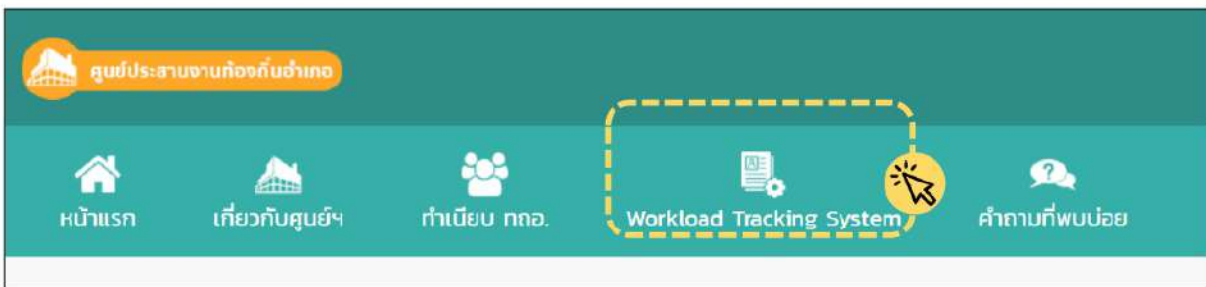 ศูนย์ประสานงานท้องถิ่นอำเภอ
หน้าแรก
เกี่ยวกับศูนย์ฯ
ทำเนียบ ทถอ.
Workload Tracking System
คำถามที่พบบ่อย